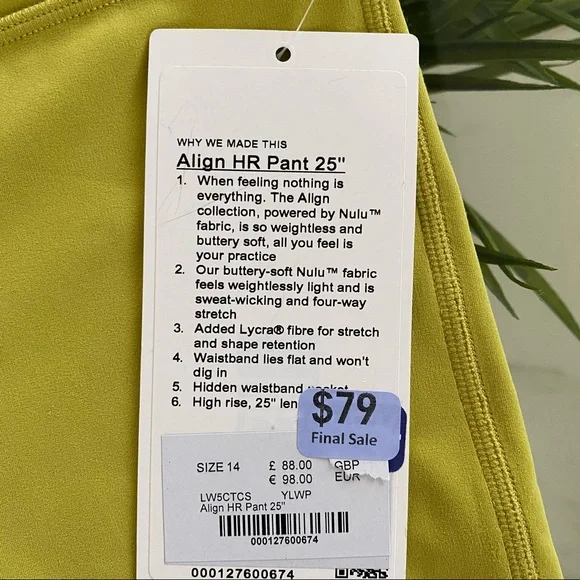 WHY WE MADE THIS
Align HR Pant 25"
1. When feeling nothing is
everything. The Align
collection, powered by Nulu™
fabric, is so weightless and
buttery soft, all you feel is
your practice
2. Our buttery-soft Nulu™ fabric
feels weightlessly light and is
sweat-wicking and four-way
stretch
3. Added Lycra® fibre for stretch
and shape retention
4. Waistband lies flat and won't
dig in
5. Hidden waistband
6. High rise, 25"
$79
Final Sale
SIZE 14 £ 88.00 GBP
€ 98.00 EUR
LW5CTCS YLWP
Align HR Pant 25"
000127600674
000127600674